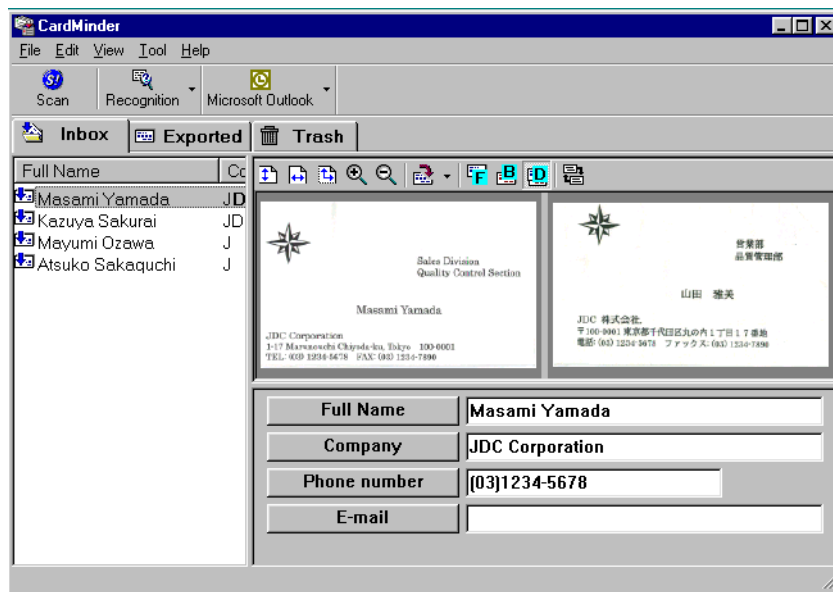 CardMinder
File Edit View Tool Help
S!
Scan Recognition Microsoft Outlook
Inbox Exported Trash
Full Name Co
Masami Yamada JD
Kazuya Sakurai JD
Mayumi Ozawa J
Atsuko Sakaquchi J
F B D
Sales Division
Quality Control Section
Masami Yamada
JDC Corporation
1-17 Marunouchi Chiyoda-ku, Tokyo 100-0001
TEL: (03) 1234-5678 FAX: (03) 1234-7890
営業部
品質管理部
山田 雅美
JDC 株式会社.
〒100-0001 東京都千代田区丸の内1丁目17番地
電話: (03) 1234-5678 ファックス: (03) 1234-7890
Full Name Masami Yamada
Company JDC Corporation
Phone number (03)1234-5678
E-mail